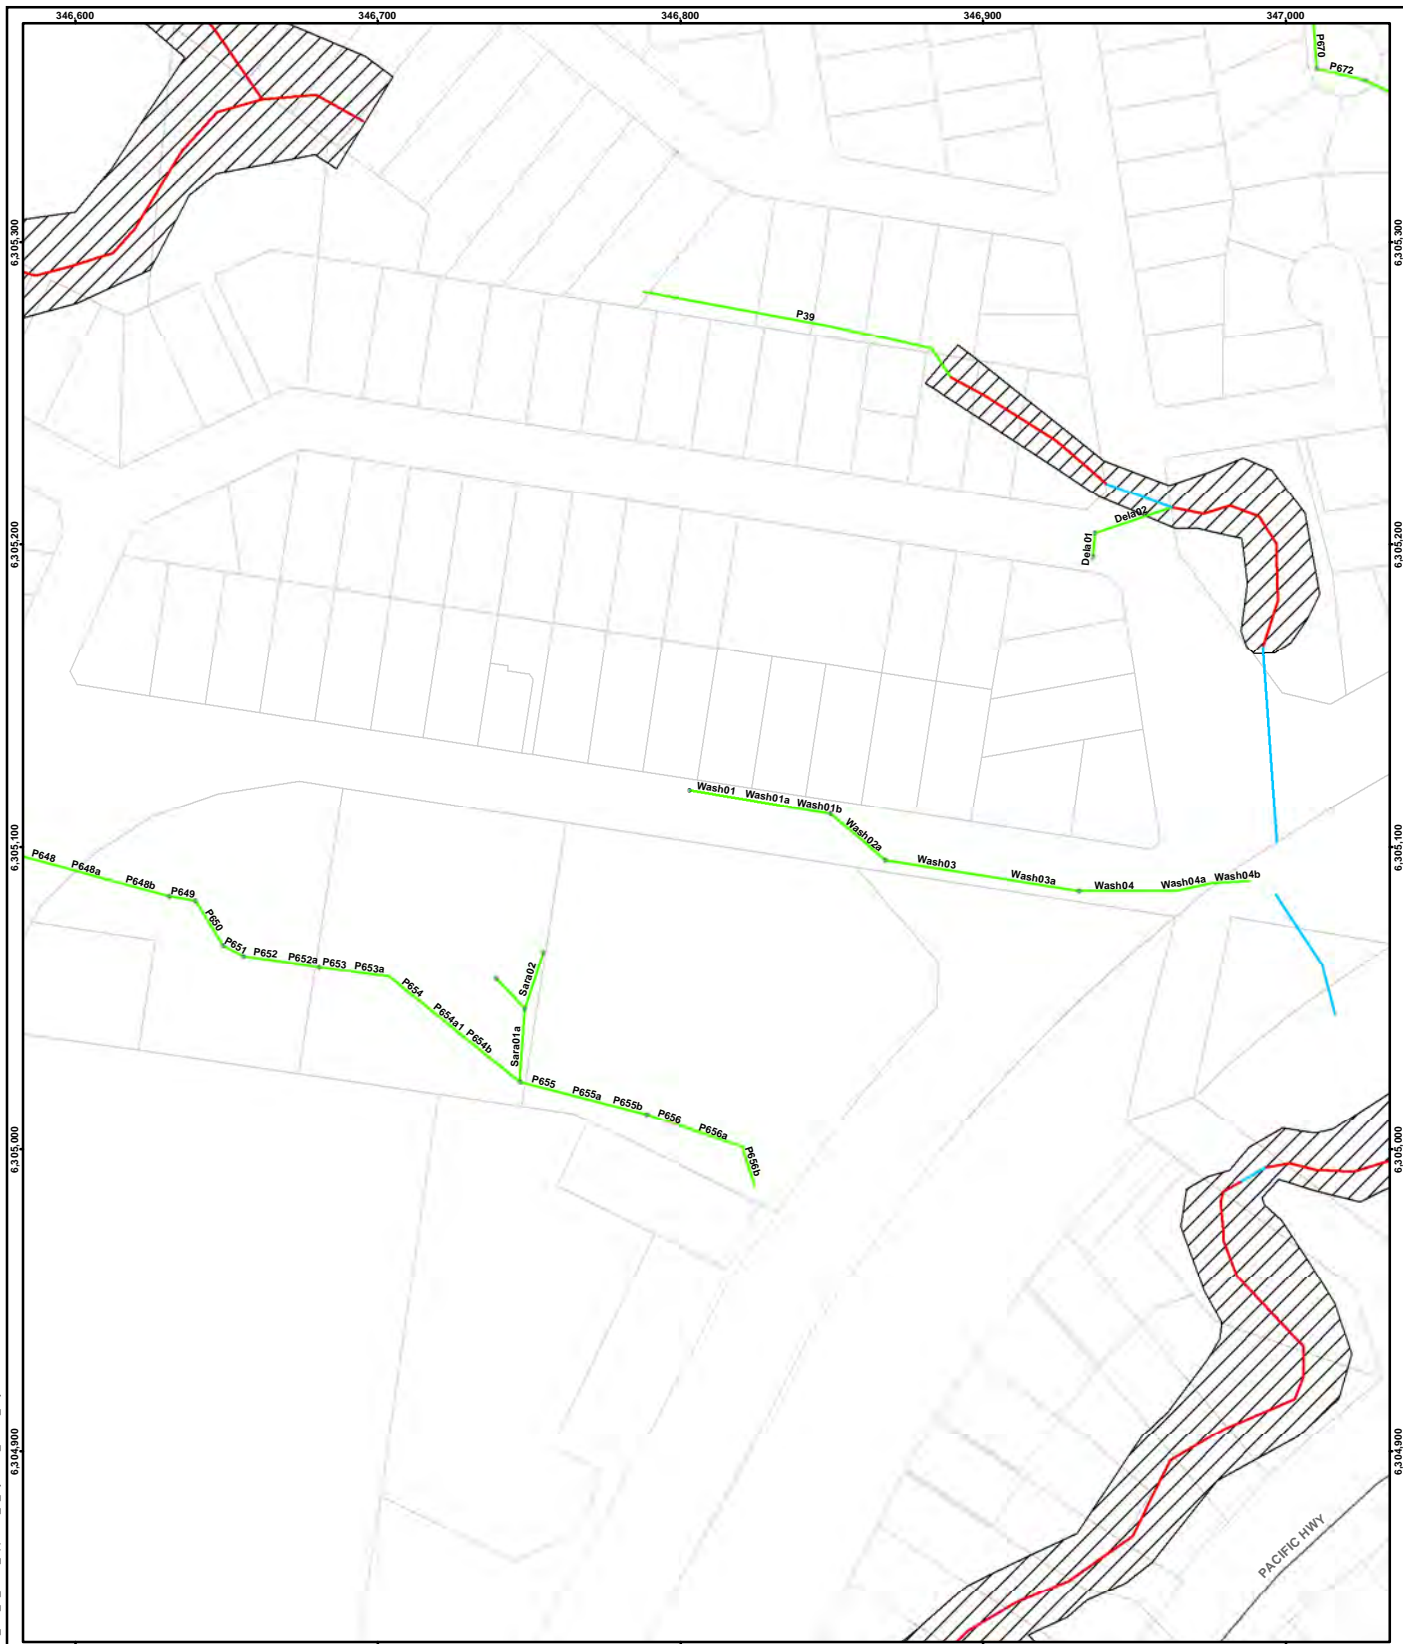 346,600 346,700 346,800 346,900 347,000
P670
P672
6,305,300 6,305,300
P39
Dela02
Dela01
6,305,200 6,305,200
Wash01 Wash01a Wash01b
Wash02a
Wash03
Wash03a
Wash04
Wash04a
Wash04b
6,305,100 6,305,100
P648
P648a
P648b
P649
P650
P651
P652
P652a
P653
P653a
P654
P654a1
P654b
Sara02
Sara01a
P655
P655a
P655b
P656
P656a
P656b
6,305,000 6,305,000
6,304,900 6,304,900
PACIFIC HWY